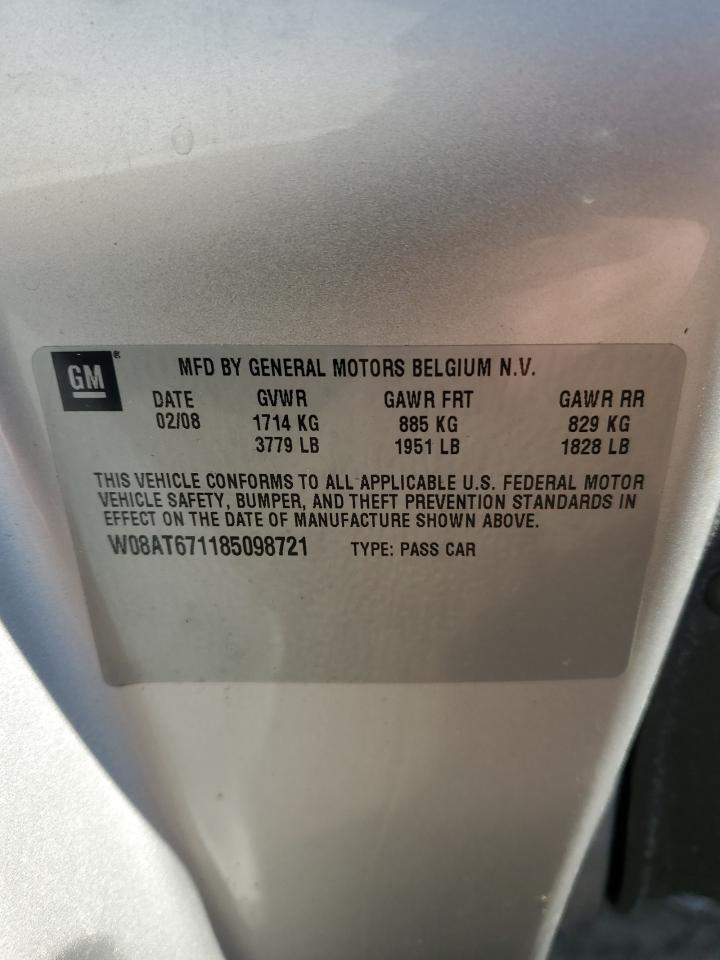 GM®
MFD BY GENERAL MOTORS BELGIUM N.V.
DATE GVWR GAWR FRT GAWR RR
02/08 1714 KG 885 KG 829 KG
3779 LB 1951 LB 1828 LB
THIS VEHICLE CONFORMS TO ALL APPLICABLE U.S. FEDERAL MOTOR
VEHICLE SAFETY, BUMPER, AND THEFT PREVENTION STANDARDS IN
EFFECT ON THE DATE OF MANUFACTURE SHOWN ABOVE.
W08AT671185098721 TYPE: PASS CAR